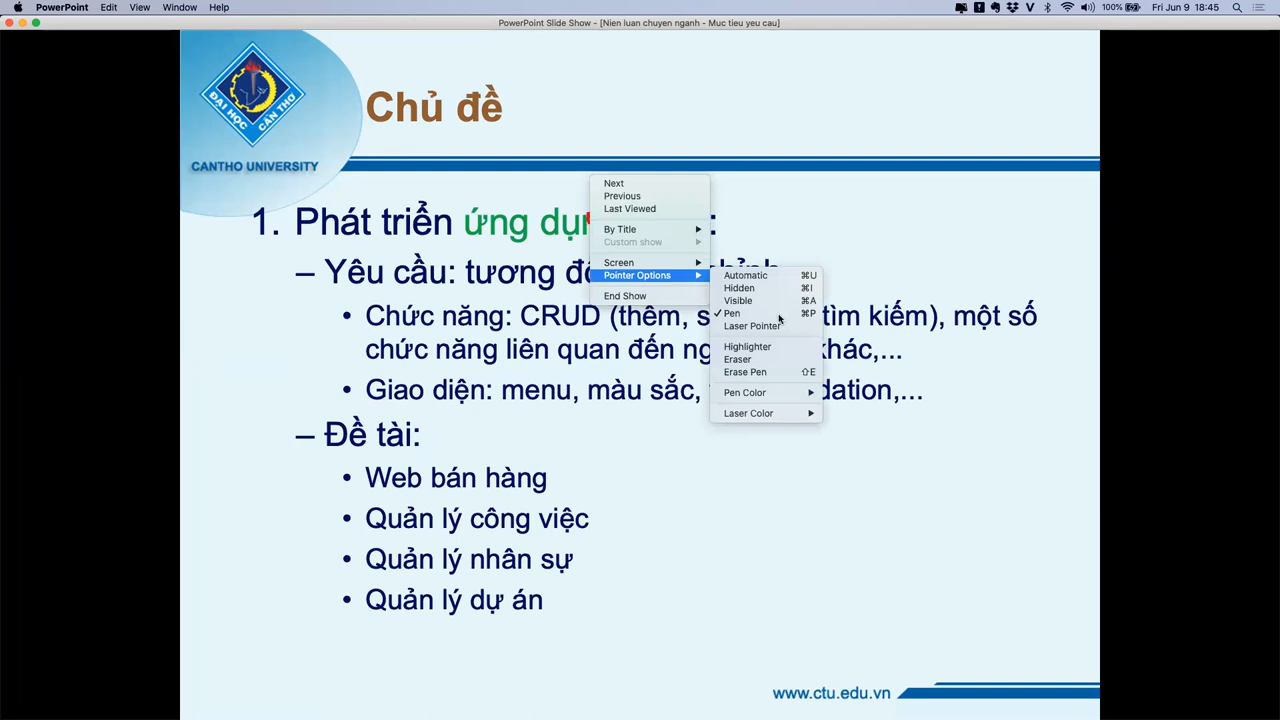 PowerPoint Edit View Window Help 100% Fri Jun 9 18:45
PowerPoint Slide Show - [Nien luan chuyen nganh - Muc tieu yeu cau]
ĐẠI HỌC CẦN THƠ
CANTHO UNIVERSITY
Chủ đề
1. Phát triển ứng :
– Yêu cầu: tương
• Chức năng: CRUD (thêm, tìm kiếm), một số
chức năng liên quan đến khác,...
• Giao diện: menu, màu sắc,
– Đề tài:
• Web bán hàng
• Quản lý công việc
• Quản lý nhân sự
• Quản lý dự án
Next
Previous
Last Viewed
By Title
Custom show
Screen
Pointer Options
End Show
Automatic ⌘U
Hidden ⌘I
Visible ⌘A
✓ Pen ⌘P
Laser Pointer
Highlighter
Eraser
Erase Pen ⇧E
Pen Color
Laser Color
www.ctu.edu.vn